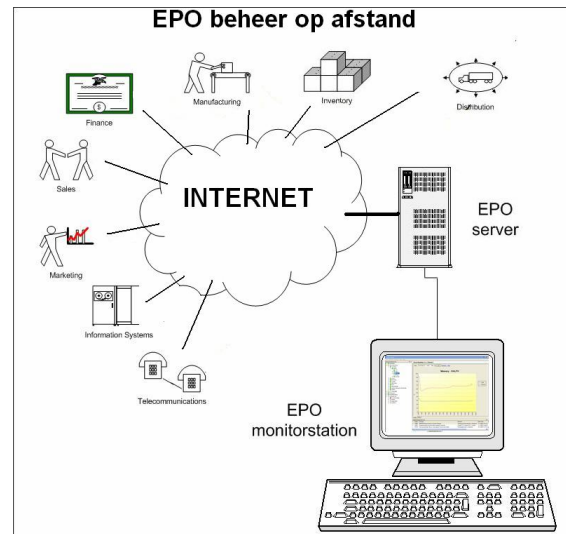 EPO beheer op afstand
Manufacturing
Inventory
Distribution
Finance
Sales
INTERNET
EPO
server
Marketing
Information Systems
Telecommunications
EPO
monitorstation